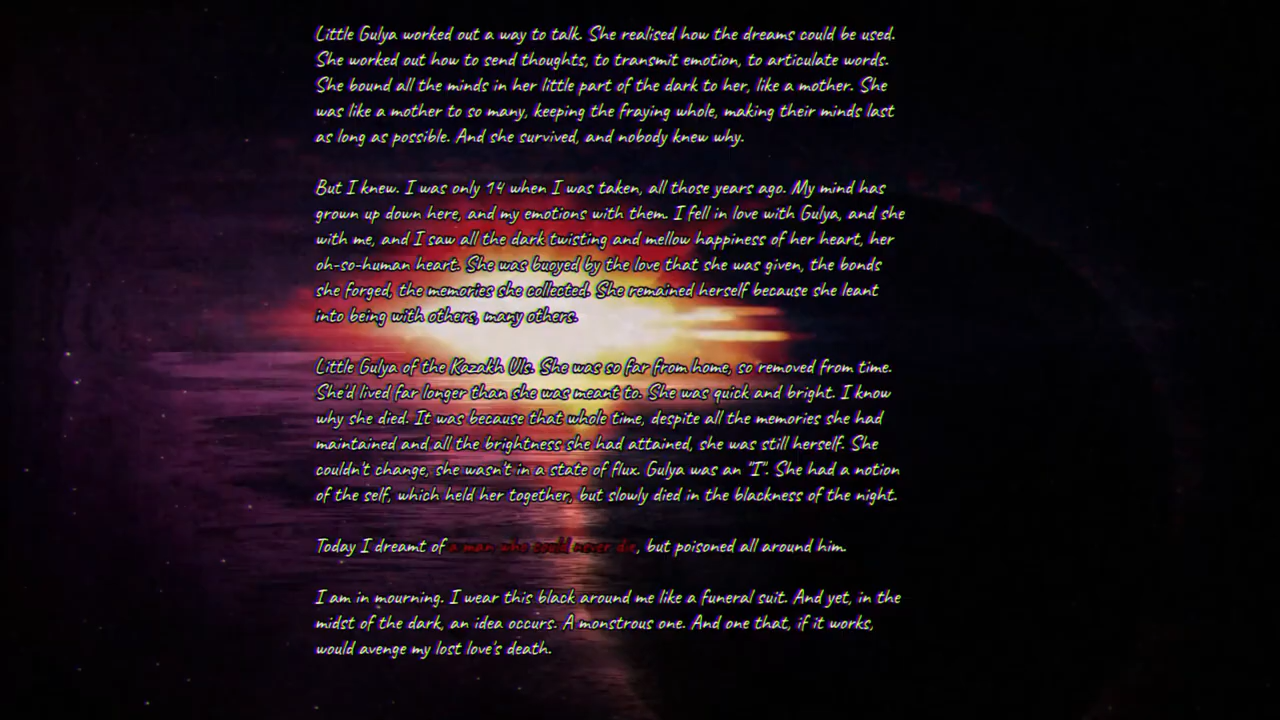 Little Gulya worked out a way to talk. She realised how the dreams could be used.
She worked out how to send thoughts, to transmit emotion, to articulate words.
She bound all the minds in her little part of the dark to her, like a mother. She
was like a mother to so many, keeping the fraying whole, making their minds last
as long as possible. And she survived, and nobody knew why.
But I knew. I was only 14 when I was taken, all those years ago. My mind has
grown up down here, and my emotions with them. I fell in love with Gulya, and she
with me, and I saw all the dark twisting and mellow happiness of her heart, her
oh-so-human heart. She was buoyed by the love that she was given, the bonds
she forged, the memories she collected. She remained herself because she leant
into being with others, many others.
Little Gulya of the Kazakh Uls. She was so far from home, so removed from time.
She'd lived far longer than she was meant to. She was quick and bright. I know
why she died. It was because that whole time, despite all the memories she had
maintained and all the brightness she had attained, she was still herself. She
couldn't change, she wasn't in a state of flux. Gulya was an "I". She had a notion
of the self, which held her together, but slowly died in the blackness of the night.
Today I dreamt of a man who could never die, but poisoned all around him.
I am in mourning. I wear this black around me like a funeral suit. And yet, in the
midst of the dark, an idea occurs. A monstrous one. And one that, if it works,
would avenge my lost love's death.